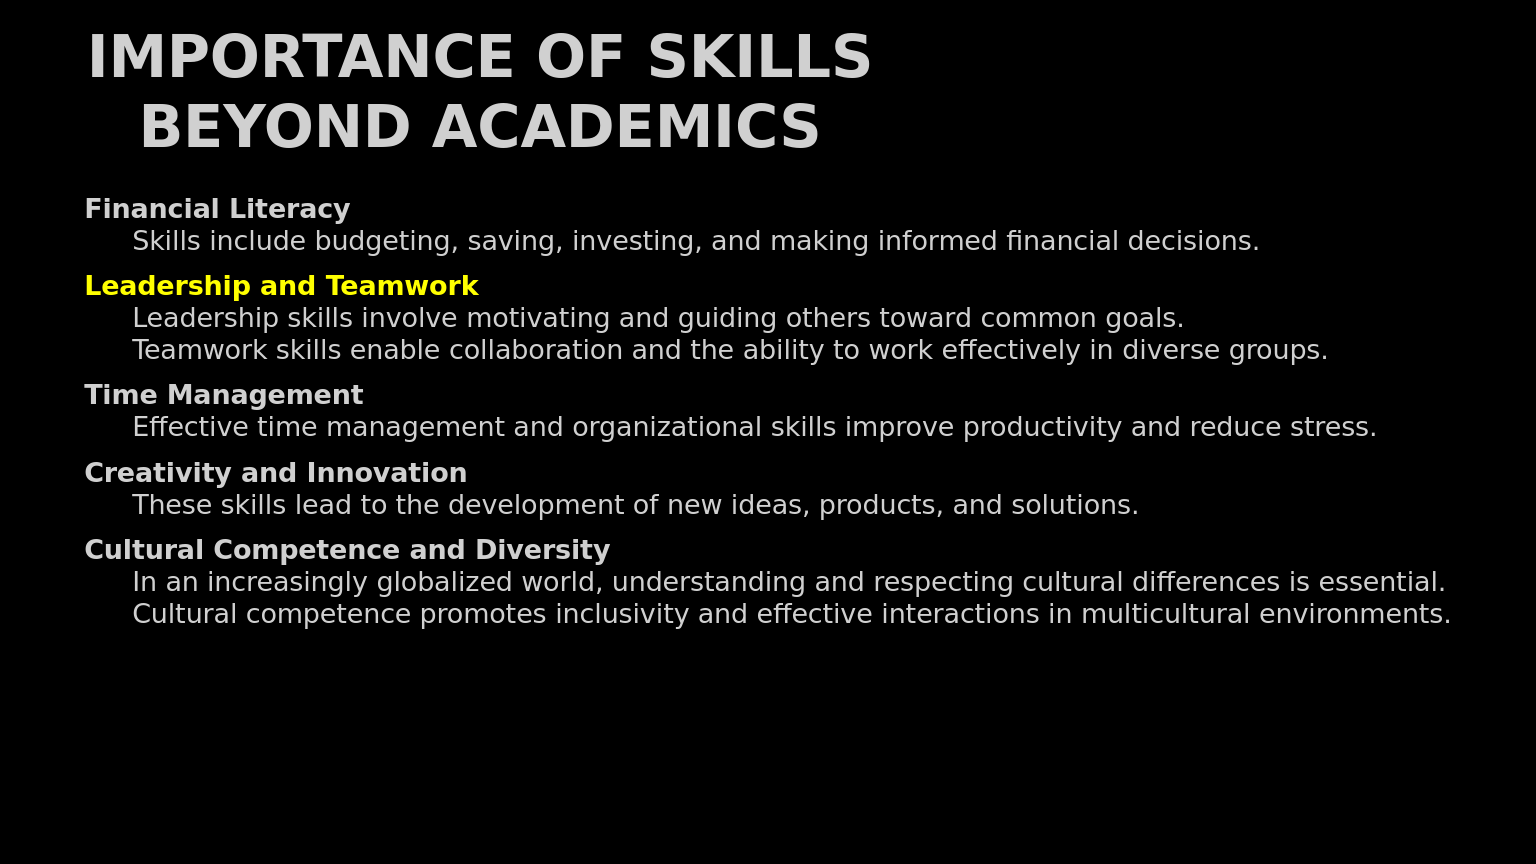 IMPORTANCE OF SKILLS
BEYOND ACADEMICS
Financial Literacy
Skills include budgeting, saving, investing, and making informed financial decisions.
Leadership and Teamwork
Leadership skills involve motivating and guiding others toward common goals.
Teamwork skills enable collaboration and the ability to work effectively in diverse groups.
Time Management
Effective time management and organizational skills improve productivity and reduce stress.
Creativity and Innovation
These skills lead to the development of new ideas, products, and solutions.
Cultural Competence and Diversity
In an increasingly globalized world, understanding and respecting cultural differences is essential.
Cultural competence promotes inclusivity and effective interactions in multicultural environments.